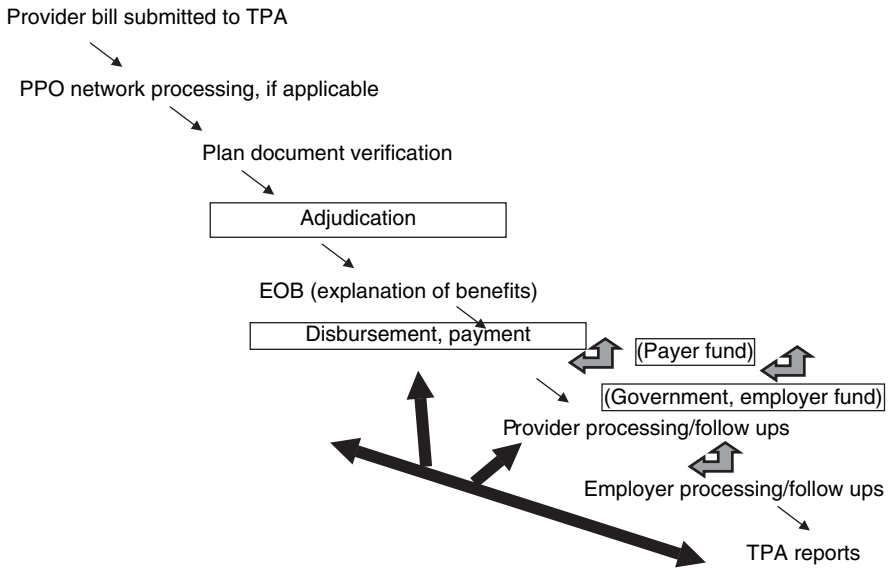 Provider bill submitted to TPA
PPO network processing, if applicable
Plan document verification
Adjudication
EOB (explanation of benefits)
Disbursement, payment
(Payer fund)
(Government, employer fund)
Provider processing/follow ups
Employer processing/follow ups
TPA reports